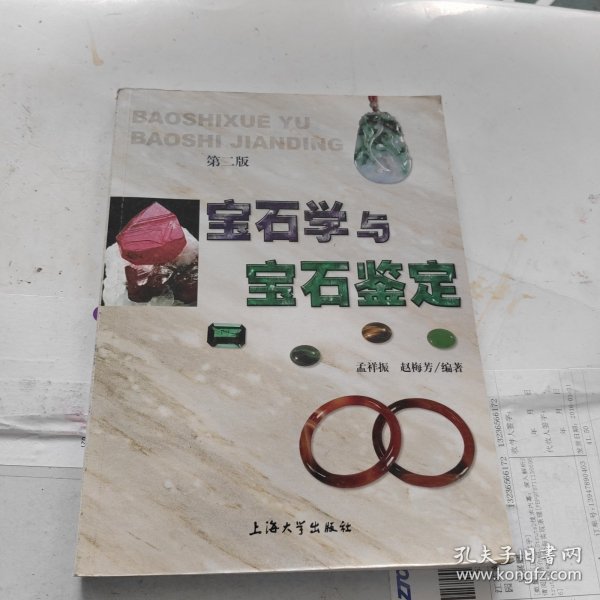 BAOSHIXUE YU
BAOSHI JIANDING
第二版
宝石学与
宝石鉴定
孟祥振 赵梅芳/编著
上海大学出版社
孔夫子旧书网
www.kongfz.com
13236566172